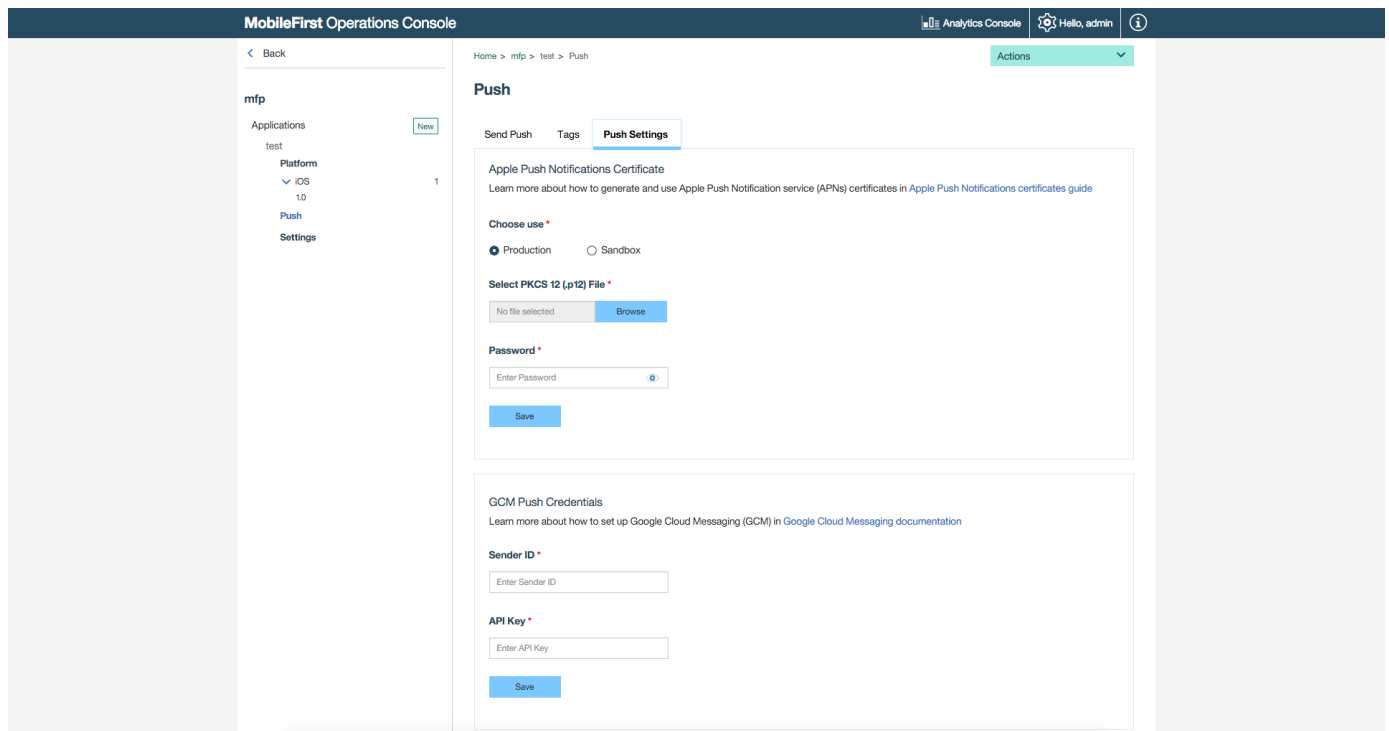 MobileFirst Operations Console
Analytics Console
Hello, admin
Back
mfp
Applications
New
test
Platform
iOS
1
1.0
Push
Settings
Home > mfp > test > Push
Actions
Push
Send Push
Tags
Push Settings
Apple Push Notifications Certificate
Learn more about how to generate and use Apple Push Notification service (APNs) certificates in Apple Push Notifications certificates guide
Choose use *
Production
Sandbox
Select PKCS 12 (.p12) File *
No file selected
Browse
Password *
Enter Password
Save
GCM Push Credentials
Learn more about how to set up Google Cloud Messaging (GCM) in Google Cloud Messaging documentation
Sender ID *
Enter Sender ID
API Key *
Enter API Key
Save